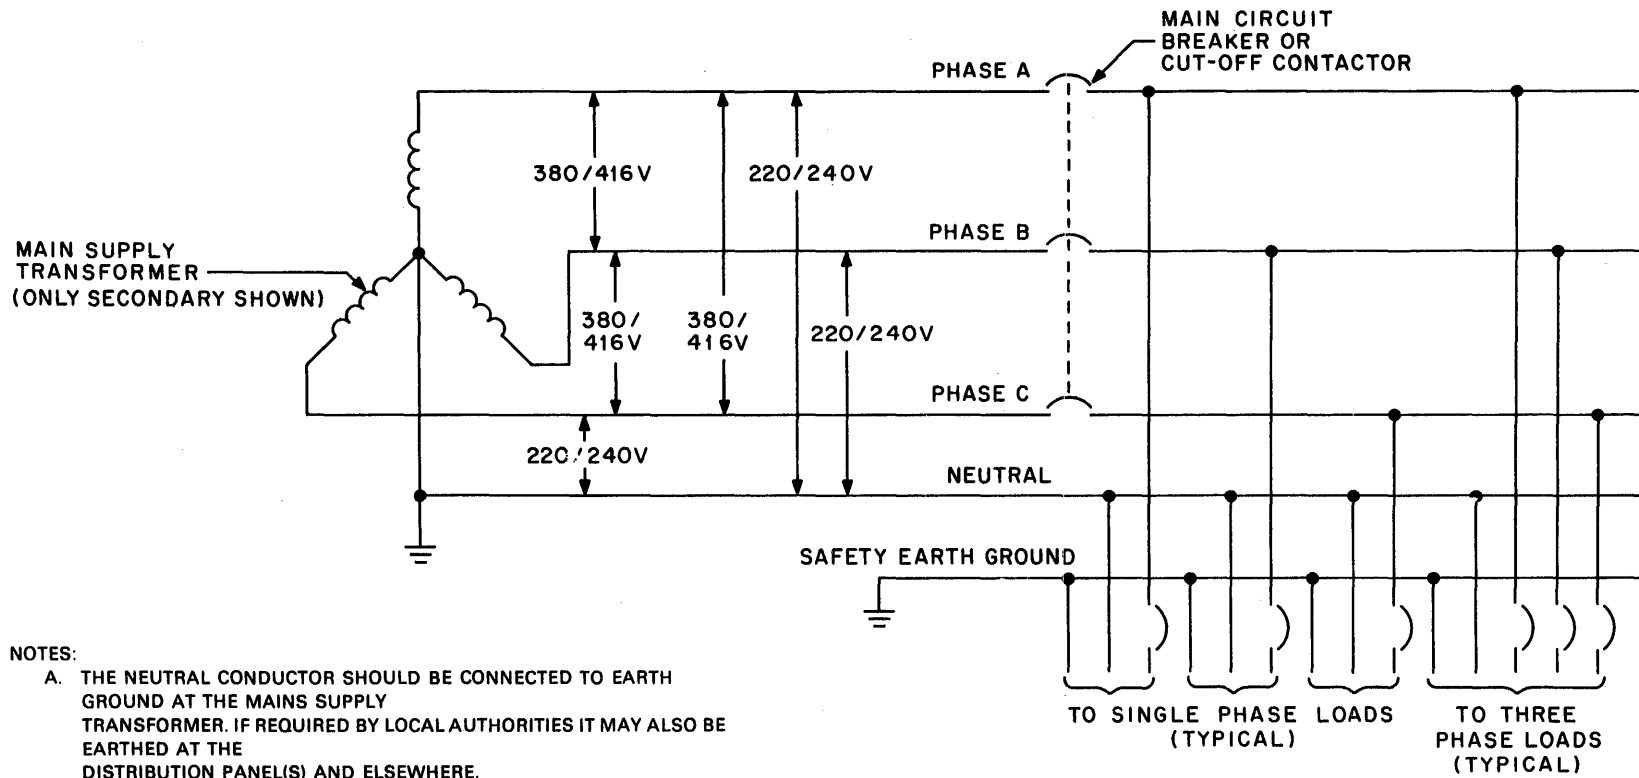 MAIN CIRCUIT
BREAKER OR
CUT-OFF CONTACTOR
PHASE A
380/416V
220/240V
PHASE B
MAIN SUPPLY
TRANSFORMER
(ONLY SECONDARY SHOWN)
380/
416V
380/
416V
220/240V
PHASE C
220/240V
NEUTRAL
SAFETY EARTH GROUND
NOTES:
A. THE NEUTRAL CONDUCTOR SHOULD BE CONNECTED TO EARTH
GROUND AT THE MAINS SUPPLY
TRANSFORMER. IF REQUIRED BY LOCAL AUTHORITIES IT MAY ALSO BE
EARTHED AT THE
DISTRIBUTION PANEL(S) AND ELSEWHERE.
TO SINGLE PHASE LOADS
(TYPICAL)
TO THREE
PHASE LOADS
(TYPICAL)